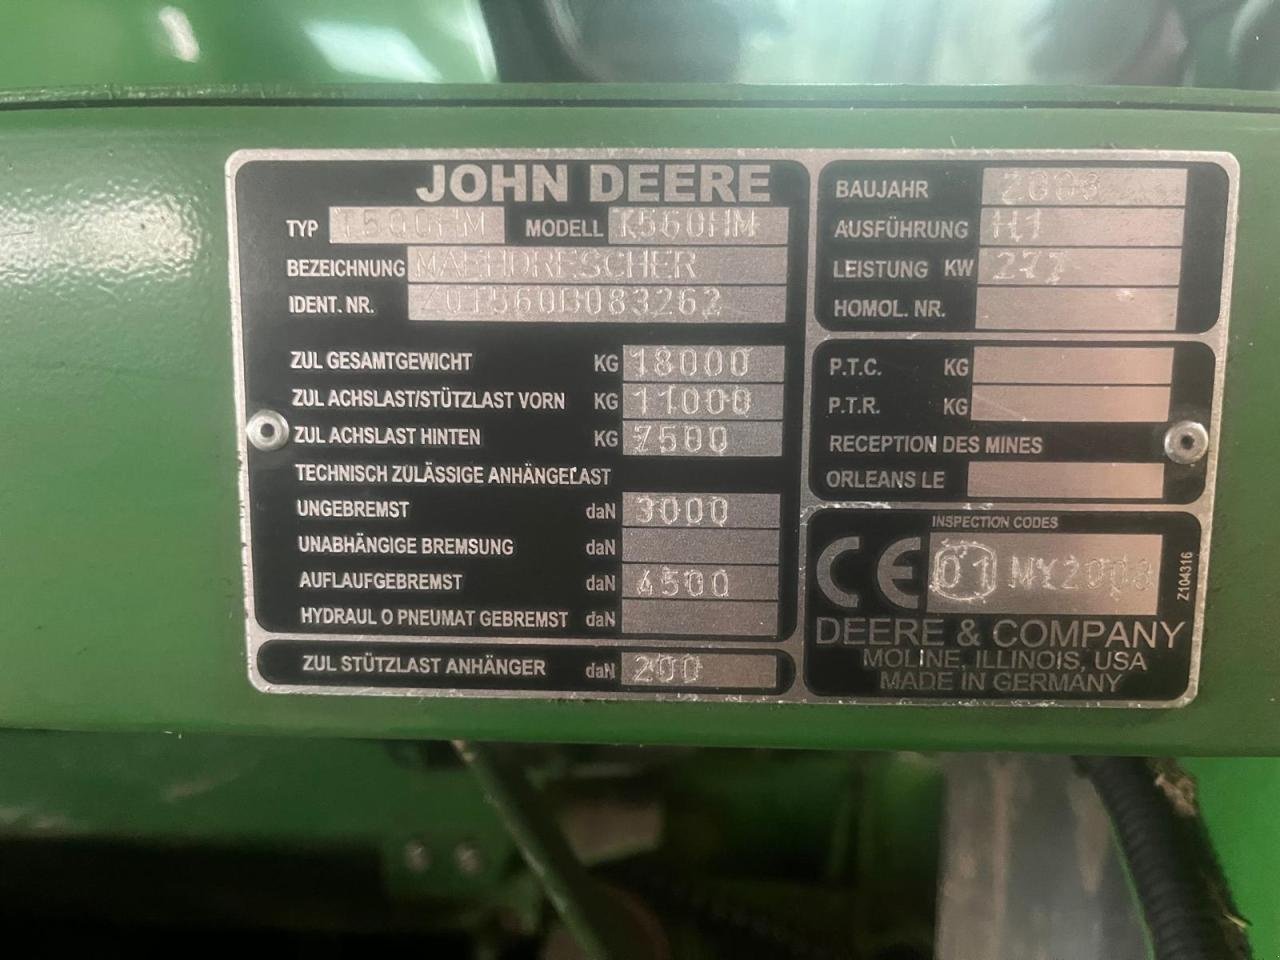 JOHN DEERE
TYP T500HM MODELL T560HM
BEZEICHNUNG MAEHDRESCHER
IDENT. NR. Z0T560B083262
ZUL GESAMTGEWICHT KG 18000
ZUL ACHSLAST/STÜTZLAST VORN KG 11000
ZUL ACHSLAST HINTEN KG 7500
TECHNISCH ZULÄSSIGE ANHÄNGELAST
UNGEBREMST daN 3000
UNABHÄNGIGE BREMSUNG daN
AUFLAUFGEBREMST daN 4500
HYDRAUL O PNEUMAT GEBREMST daN
ZUL STÜTZLAST ANHÄNGER daN 200
BAUJAHR 2008
AUSFÜHRUNG H1
LEISTUNG KW 277
HOMOL. NR.
P.T.C. KG
P.T.R. KG
RECEPTION DES MINES
ORLEANS LE
INSPECTION CODES
CE 01 MY2008
Z104316
DEERE & COMPANY
MOLINE, ILLINOIS, USA
MADE IN GERMANY